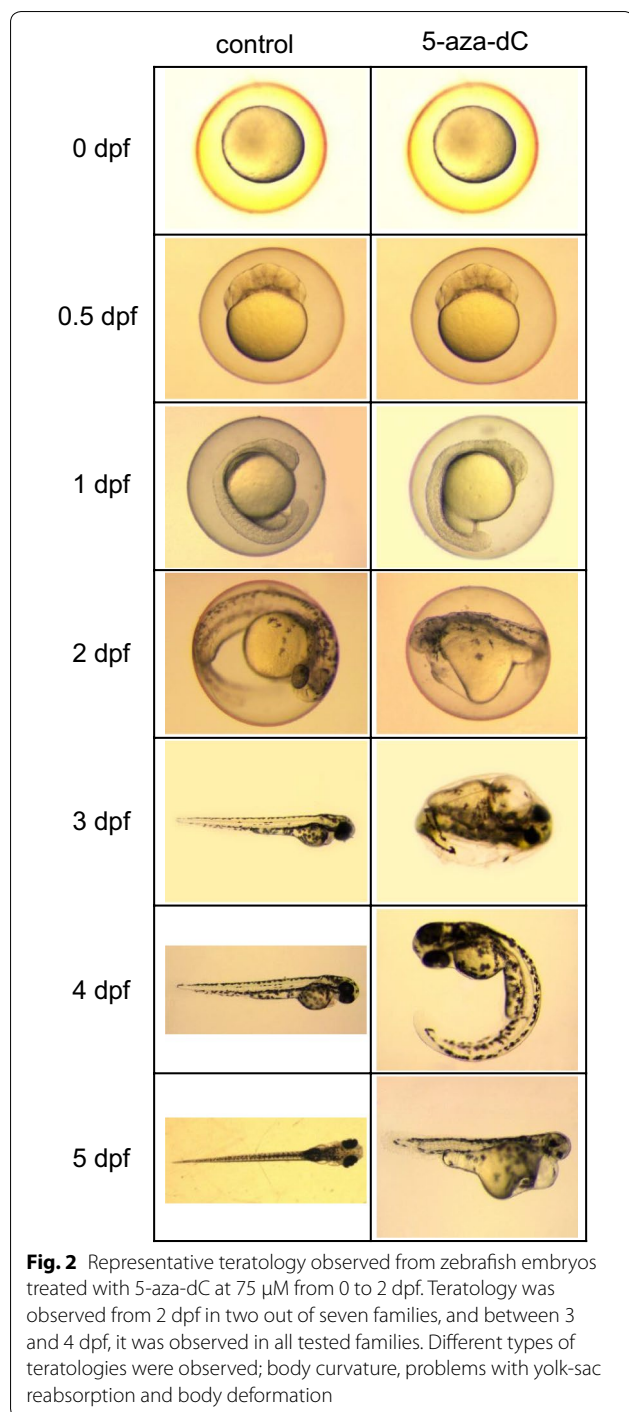 control 5-aza-dC
0 dpf
0.5 dpf
1 dpf
2 dpf
3 dpf
4 dpf
5 dpf
Fig. 2 Representative teratology observed from zebrafish embryos
treated with 5-aza-dC at 75 µM from 0 to 2 dpf. Teratology was
observed from 2 dpf in two out of seven families, and between 3
and 4 dpf, it was observed in all tested families. Different types of
teratologies were observed; body curvature, problems with yolk-sac
reabsorption and body deformation